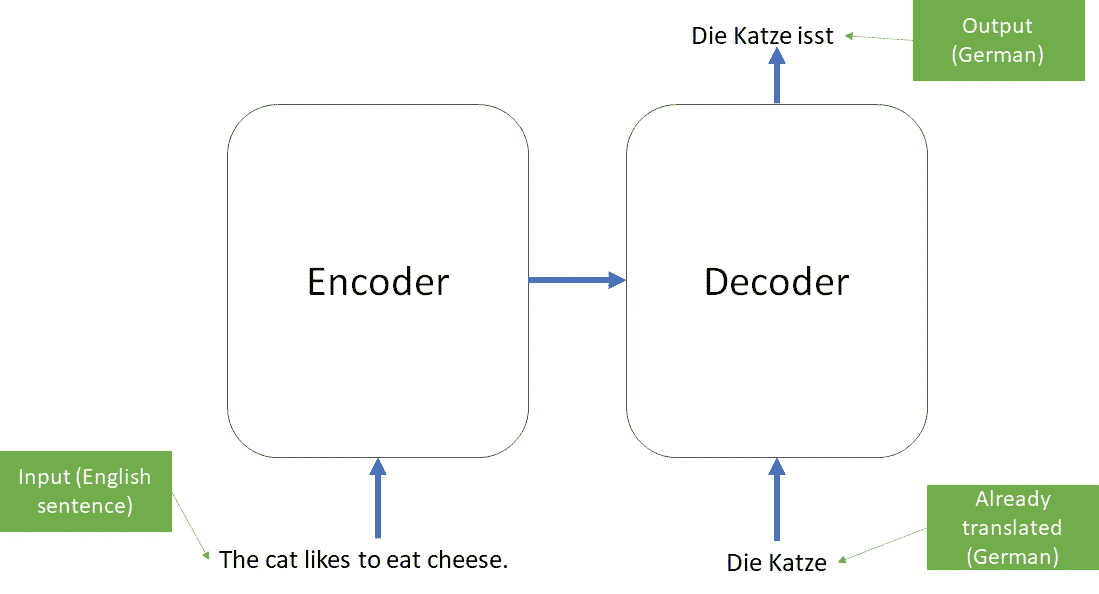 Die Katze isst
Output
(German)
Encoder
Decoder
Input (English
sentence)
The cat likes to eat cheese.
Die Katze
Already
translated
(German)